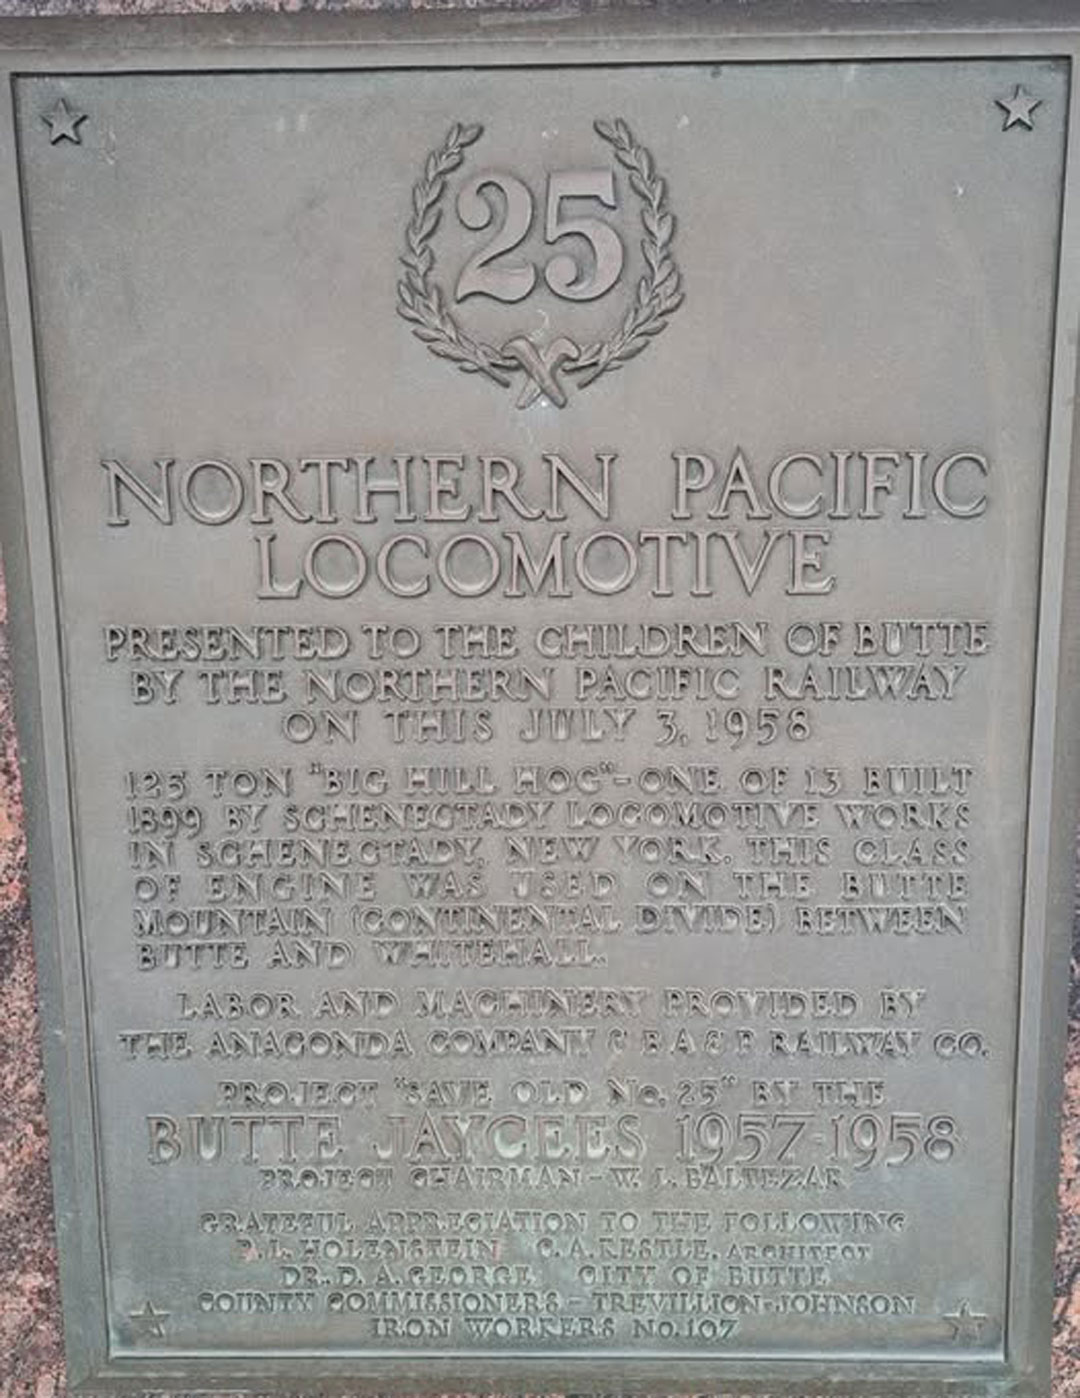 25
NORTHERN PACIFIC
LOCOMOTIVE
PRESENTED TO THE CHILDREN OF BUTTE
BY THE NORTHERN PACIFIC RAILWAY
ON THIS JULY 3, 1958
125 TON "BIG HILL HOG"-ONE OF 13 BUILT
1899 BY SCHENECTADY LOCOMOTIVE WORKS
IN SCHENECTADY, NEW YORK. THIS CLASS
OF ENGINE WAS USED ON THE BUTTE
MOUNTAIN (CONTINENTAL DIVIDE) BETWEEN
BUTTE AND WHITEHALL.
LABOR AND MACHINERY PROVIDED BY
THE ANACONDA COMPANY & B A & P RAILWAY CO.
PROJECT "SAVE OLD No. 25" BY THE
BUTTE JAYCEES 1957-1958
PROJECT CHAIRMAN - W. L. BALTEZAR
GRATEFUL APPRECIATION TO THE FOLLOWING
HOLENSTEIN C. A. KESTLE, ARCHITECT
DR. D. A. GEORGE CITY OF BUTTE
COUNTY COMMISSIONERS - TREVILLION-JOHNSON
IRON WORKERS No. 107